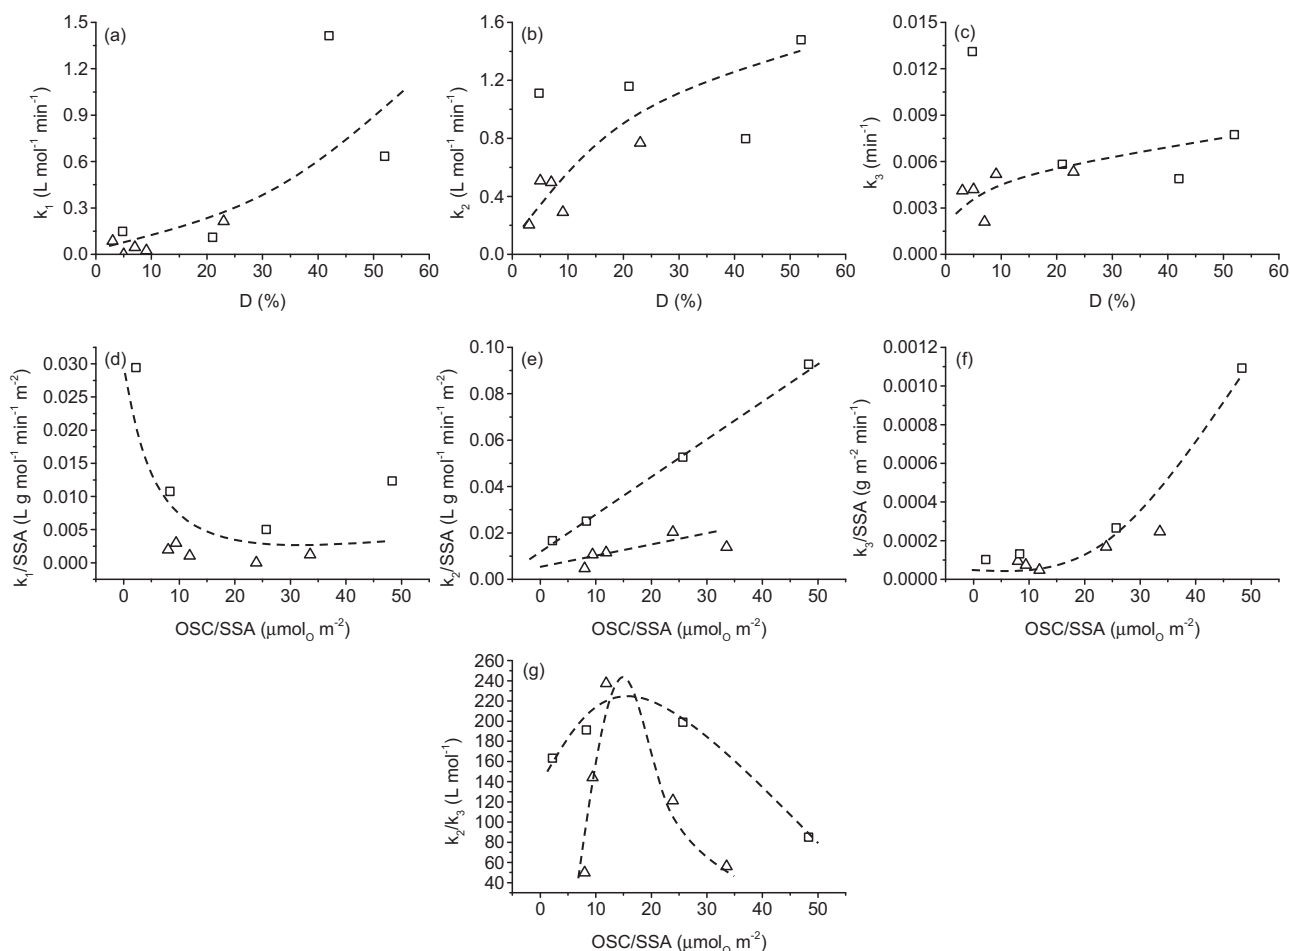 (a)
1.5
1.2
0.9
0.6
0.3
0.0
k₁ (L mol⁻¹ min⁻¹)
0 10 20 30 40 50 60
D (%)
(b)
1.6
1.2
0.8
0.4
0.0
k₂ (L mol⁻¹ min⁻¹)
0 10 20 30 40 50 60
D (%)
(c)
0.015
0.012
0.009
0.006
0.003
0.000
k₃ (min⁻¹)
0 10 20 30 40 50 60
D (%)
(d)
0.030
0.025
0.020
0.015
0.010
0.005
0.000
k₁/SSA (L g mol⁻¹ min⁻¹ m⁻²)
0 10 20 30 40 50
OSC/SSA (μmol_O m⁻²)
(e)
0.10
0.08
0.06
0.04
0.02
0.00
k₂/SSA (L g mol⁻¹ min⁻¹ m⁻²)
0 10 20 30 40 50
OSC/SSA (μmol_O m⁻²)
(f)
0.0012
0.0010
0.0008
0.0006
0.0004
0.0002
0.0000
k₃/SSA (g m⁻² min⁻¹)
0 10 20 30 40 50
OSC/SSA (μmol_O m⁻²)
(g)
260
240
220
200
180
160
140
120
100
80
60
40
k₂/k₃ (L mol⁻¹)
0 10 20 30 40 50
OSC/SSA (μmol_O m⁻²)